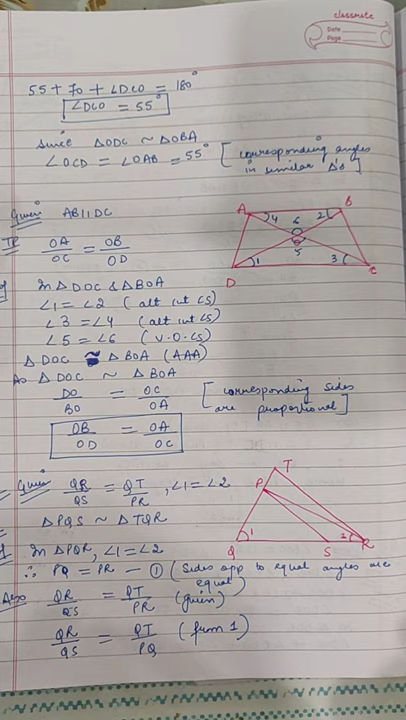 classmate
Date
Page
55 + 70 + ∠DCO = 180°
∠DCO = 55°
Since ΔODC ~ ΔOBA
∠OCD = ∠OAB = 55° [corresponding angles in similar Δ's]
Given AB||DC
A B
4 6 2
5
1 3
D C
TP OA/OC = OB/OD
In ΔDOC & ΔBOA
∠1 = ∠2 (alt int ∠s)
∠3 = ∠4 (alt int ∠s)
∠5 = ∠6 (V.O.∠s)
ΔDOC ~ ΔBOA (AAA)
As ΔDOC ~ ΔBOA
DO/BO = OC/OA [corresponding sides are proportional]
OB/OD = OA/OC
Given QR/QS = QT/PR, ∠1 = ∠2
T
P
1 2
Q S R
ΔPQS ~ ΔTQR
In ΔPQR, ∠1 = ∠2
∴ PQ = PR — ① (Sides opp to equal angles are equal)
Also QR/QS = QT/PR (given)
QR/QS = QT/PQ (from 1)